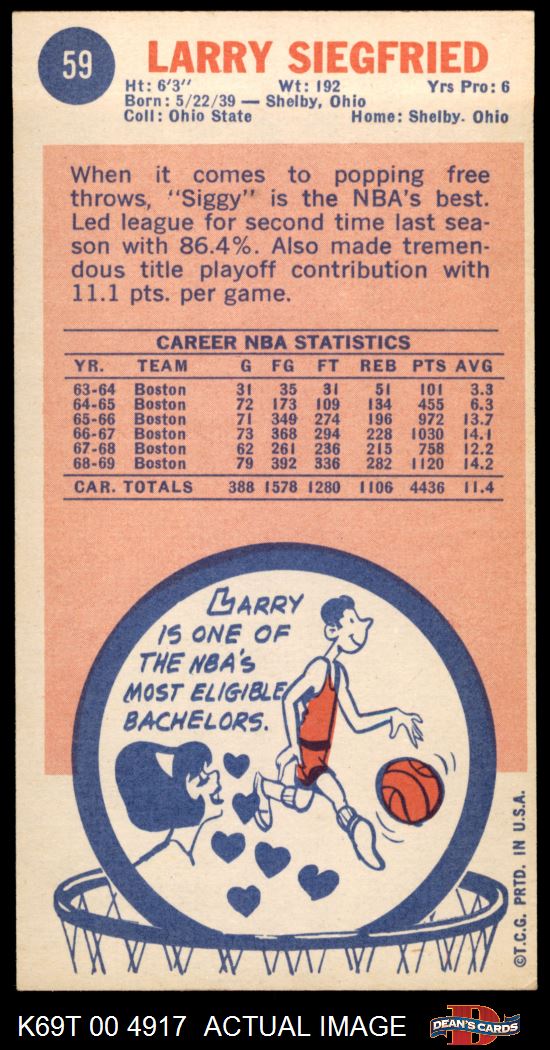 59
LARRY SIEGFRIED
Ht: 6'3" Wt: 192 Yrs Pro: 6
Born: 5/22/39 — Shelby, Ohio
Coll: Ohio State Home: Shelby. Ohio
When it comes to popping free
throws, "Siggy" is the NBA's best.
Led league for second time last sea-
son with 86.4%. Also made tremen-
dous title playoff contribution with
11.1 pts. per game.
CAREER NBA STATISTICS
YR. TEAM G FG FT REB PTS AVG
63-64 Boston 31 35 31 51 101 3.3
64-65 Boston 72 173 109 134 455 6.3
65-66 Boston 71 349 274 196 972 13.7
66-67 Boston 73 368 294 228 1030 14.1
67-68 Boston 62 261 236 215 758 12.2
68-69 Boston 79 392 336 282 1120 14.2
CAR. TOTALS 388 1578 1280 1106 4436 11.4
LARRY
IS ONE OF
THE NBA'S
MOST ELIGIBLE
BACHELORS.
©T.C.G. PRTD. IN U.S.A.
K69T 00 4917 ACTUAL IMAGE
D
DEAN'S CARDS